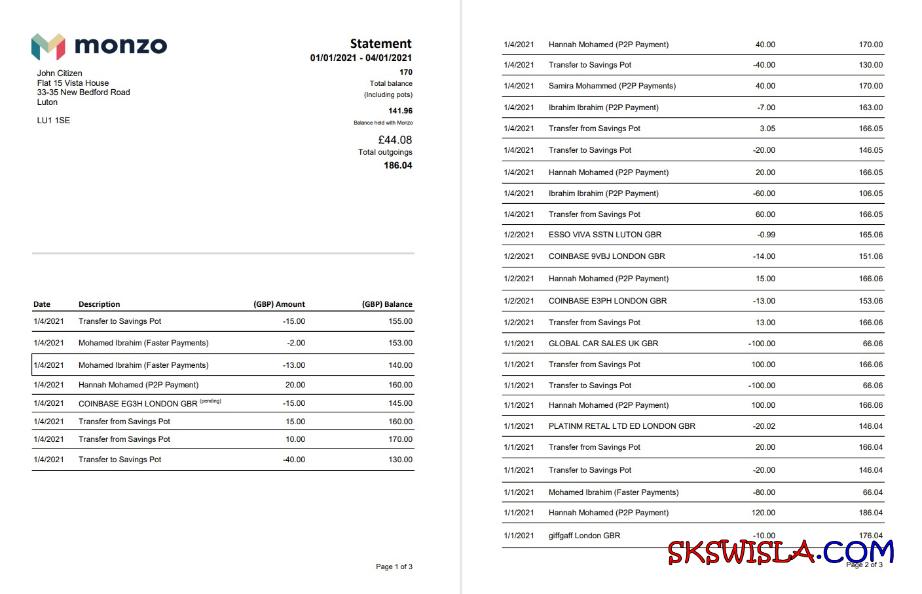 monzo
Statement
01/01/2021 - 04/01/2021
John Citizen
Flat 15 Vista House
33-35 New Bedford Road
Luton
LU1 1SE
170
Total balance
(Including pots)
141.96
Balance held with Monzo
£44.08
Total outgoings
186.04
Date Description (GBP) Amount (GBP) Balance
1/4/2021 Transfer to Savings Pot -15.00 155.00
1/4/2021 Mohamed Ibrahim (Faster Payments) -2.00 153.00
1/4/2021 Mohamed Ibrahim (Faster Payments) -13.00 140.00
1/4/2021 Hannah Mohamed (P2P Payment) 20.00 160.00
1/4/2021 COINBASE EG3H LONDON GBR (pending) -15.00 145.00
1/4/2021 Transfer from Savings Pot 15.00 160.00
1/4/2021 Transfer from Savings Pot 10.00 170.00
1/4/2021 Transfer to Savings Pot -40.00 130.00
Page 1 of 3
1/4/2021 Hannah Mohamed (P2P Payment) 40.00 170.00
1/4/2021 Transfer to Savings Pot -40.00 130.00
1/4/2021 Samira Mohammed (P2P Payments) 40.00 170.00
1/4/2021 Ibrahim Ibrahim (P2P Payment) -7.00 163.00
1/4/2021 Transfer from Savings Pot 3.05 166.05
1/4/2021 Transfer to Savings Pot -20.00 146.05
1/4/2021 Hannah Mohamed (P2P Payment) 20.00 166.05
1/4/2021 Ibrahim Ibrahim (P2P Payment) -60.00 106.05
1/4/2021 Transfer from Savings Pot 60.00 166.05
1/2/2021 ESSO VIVA SSTN LUTON GBR -0.99 165.06
1/2/2021 COINBASE 9VBJ LONDON GBR -14.00 151.06
1/2/2021 Hannah Mohamed (P2P Payment) 15.00 166.06
1/2/2021 COINBASE E3PH LONDON GBR -13.00 153.06
1/2/2021 Transfer from Savings Pot 13.00 166.06
1/1/2021 GLOBAL CAR SALES UK GBR -100.00 66.06
1/1/2021 Transfer from Savings Pot 100.00 166.06
1/1/2021 Transfer to Savings Pot -100.00 66.06
1/1/2021 Hannah Mohamed (P2P Payment) 100.00 166.06
1/1/2021 PLATINM RETAL LTD ED LONDON GBR -20.02 146.04
1/1/2021 Transfer from Savings Pot 20.00 166.04
1/1/2021 Transfer to Savings Pot -20.00 146.04
1/1/2021 Mohamed Ibrahim (Faster Payments) -80.00 66.04
1/1/2021 Hannah Mohamed (P2P Payment) 120.00 186.04
1/1/2021 giffgaff London GBR -10.00 176.04
SKSWISLA.COM
Page 2 of 3